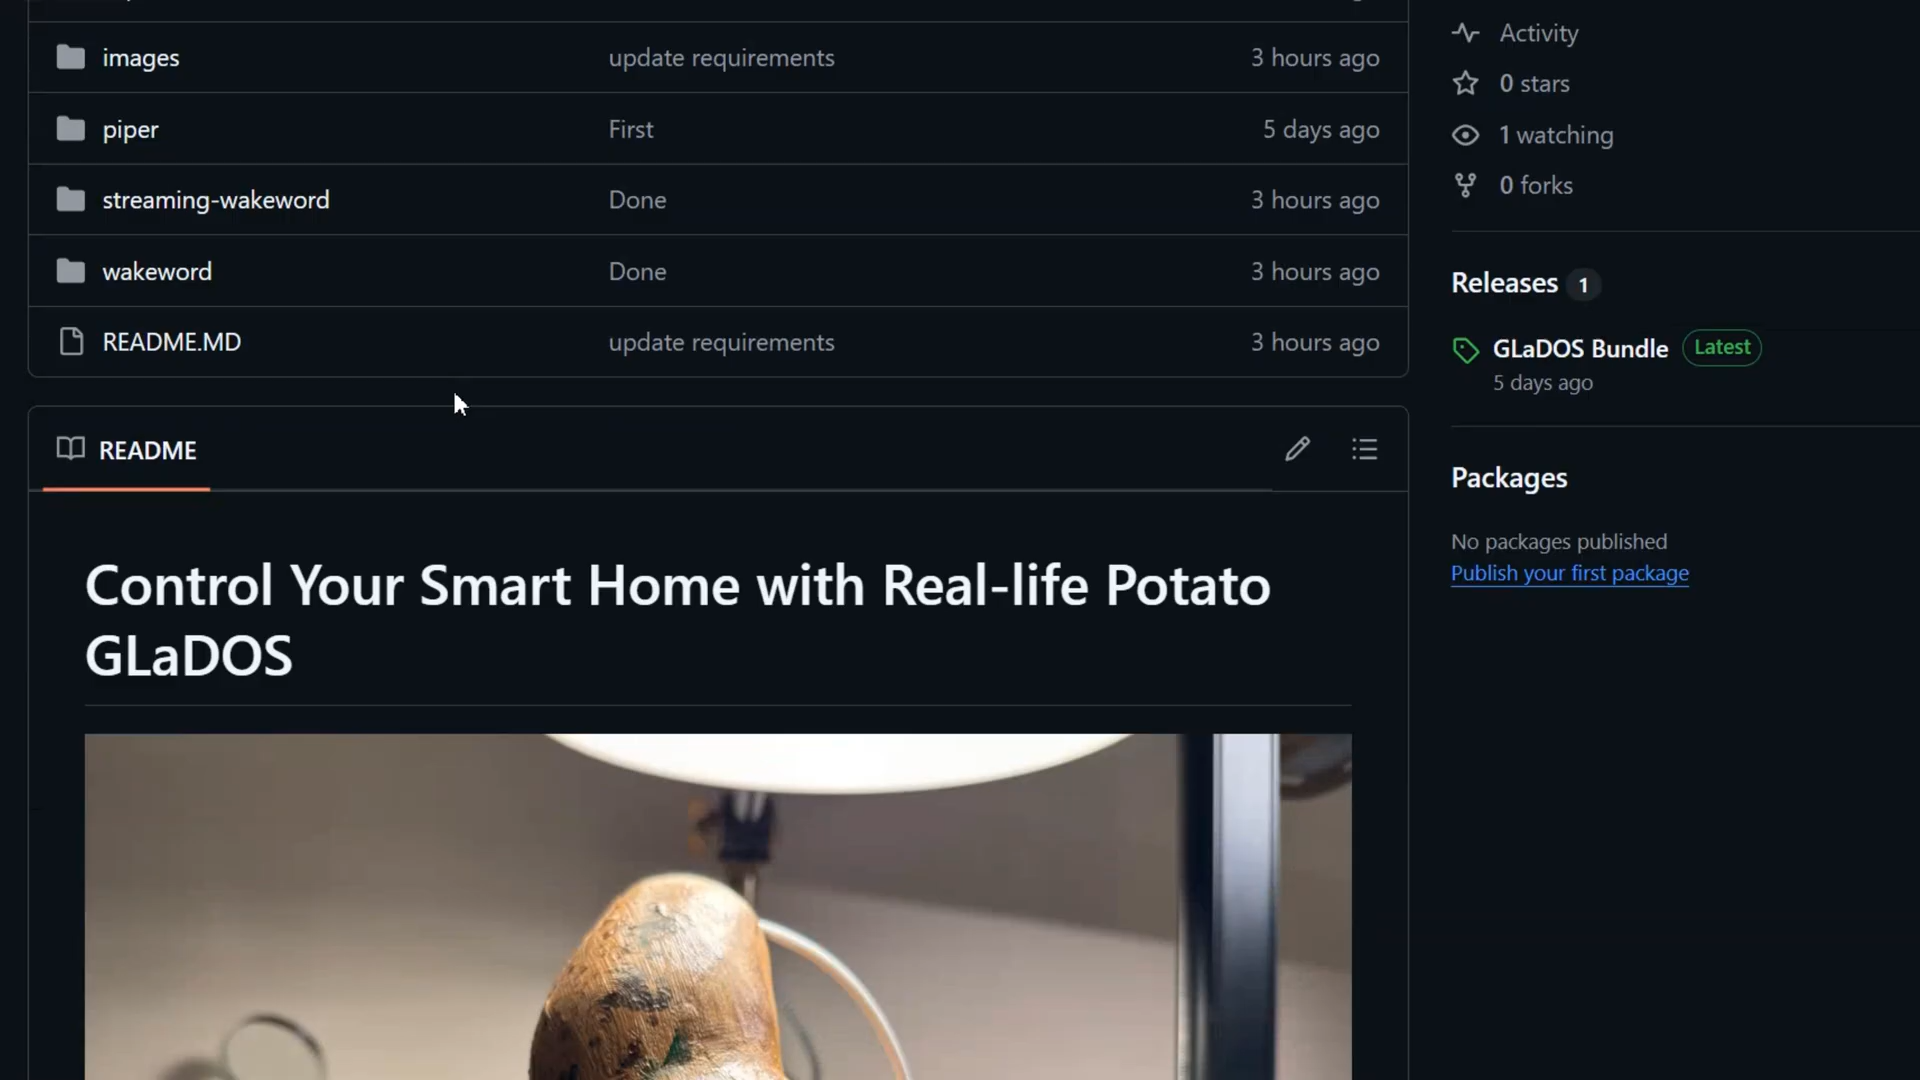 images update requirements 3 hours ago
piper First 5 days ago
streaming-wakeword Done 3 hours ago
wakeword Done 3 hours ago
README.MD update requirements 3 hours ago
README
Control Your Smart Home with Real-life Potato
GLaDOS
Activity
0 stars
1 watching
0 forks
Releases 1
GLaDOS Bundle Latest
5 days ago
Packages
No packages published
Publish your first package